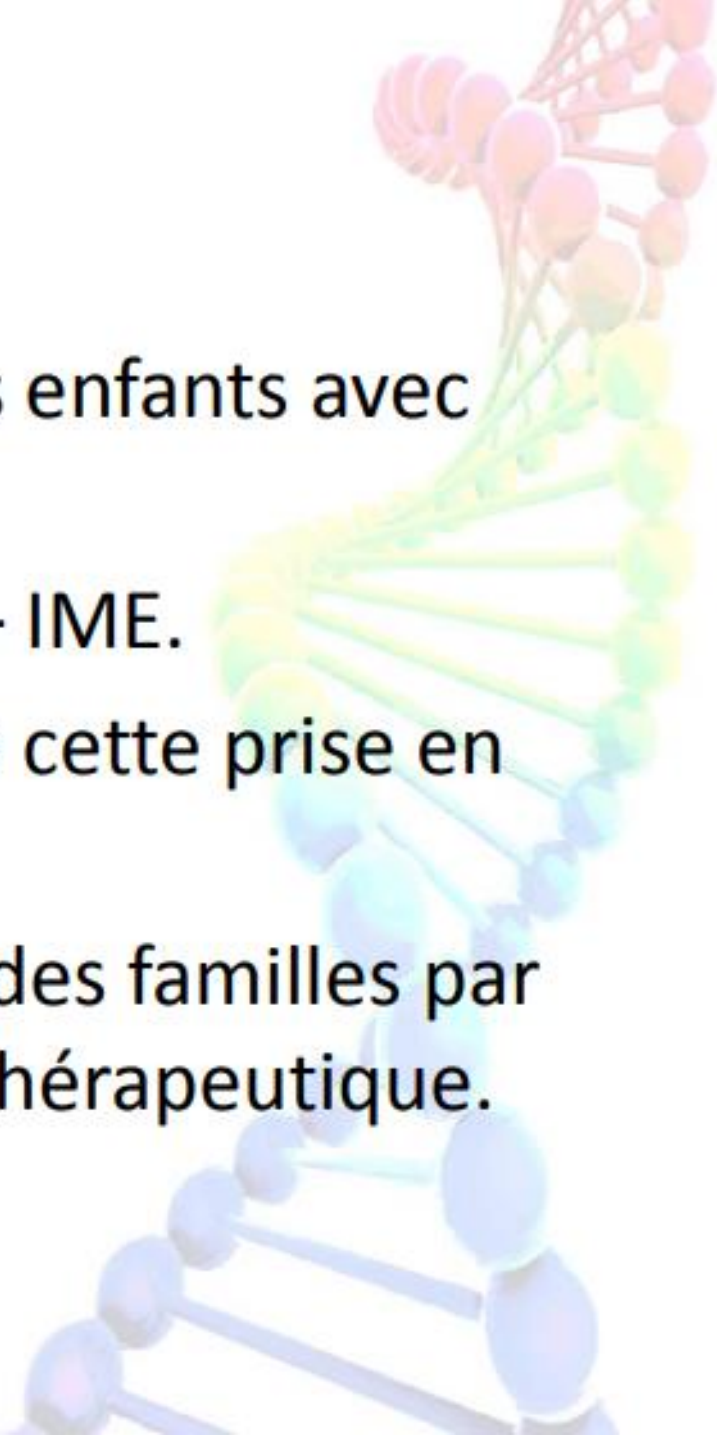 enfants avec
- IME.
cette prise en
des familles par
hérapeutique.